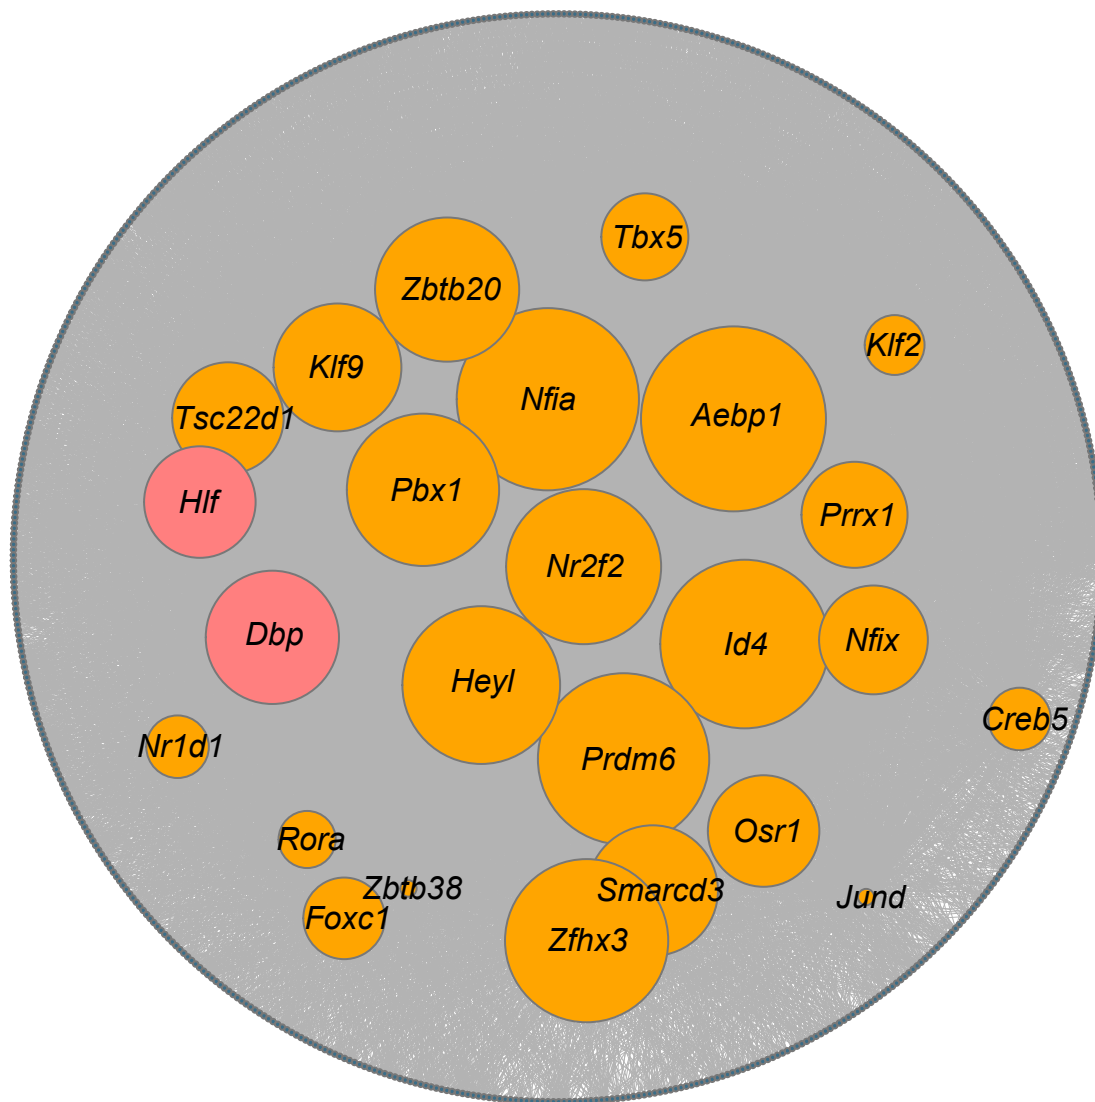 Tbx5
Zbtb20
Klf2
Klf9
Nfia
Aebp1
Tsc22d1
Pbx1
Hlf
Prrx1
Nr2f2
Dbp
Id4
Nfix
Heyl
Creb5
Nr1d1
Prdm6
Osr1
Rora
Zbtb38
Smarcd3
Jund
Foxc1
Zfhx3